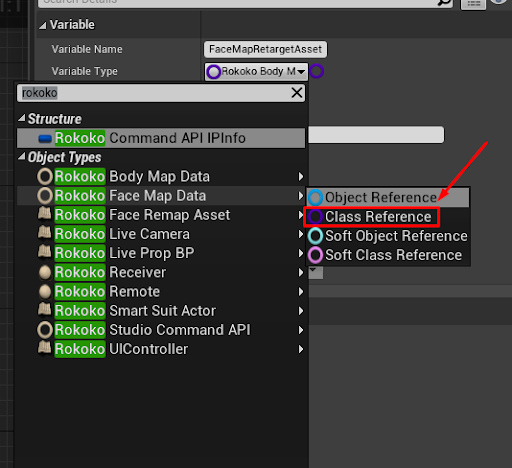 Search Details
Variable
Variable Name FaceMapRetargetAsset
Variable Type Rokoko Body M
rokoko
Structure
Rokoko Command API IPInfo
Object Types
Rokoko Body Map Data
Rokoko Face Map Data
Rokoko Face Remap Asset
Rokoko Live Camera
Rokoko Live Prop BP
Rokoko Receiver
Rokoko Remote
Rokoko Smart Suit Actor
Rokoko Studio Command API
Rokoko UIController
Object Reference
Class Reference
Soft Object Reference
Soft Class Reference